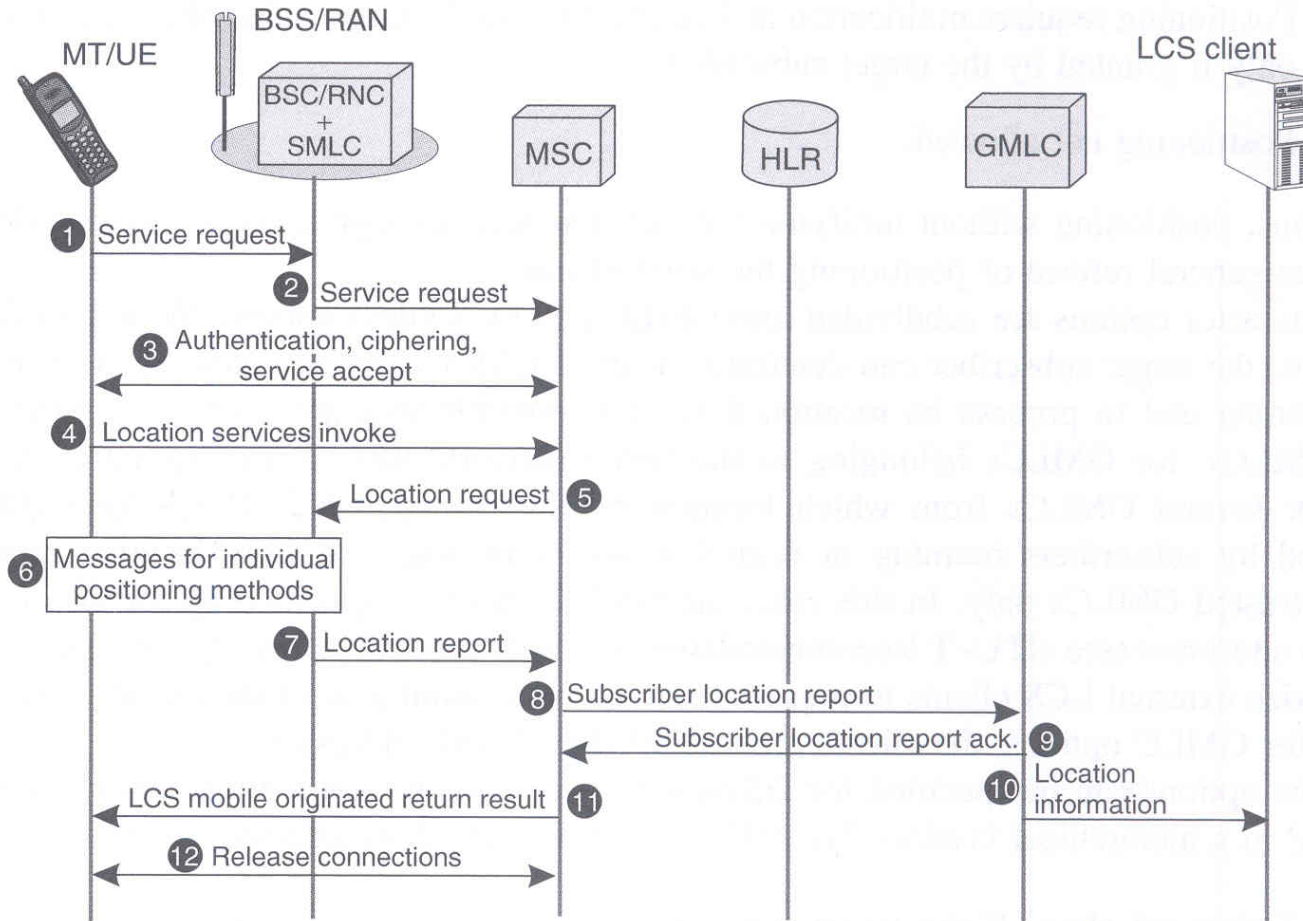 MT/UE
BSS/RAN
LCS client
BSC/RNC
+
SMLC
MSC
HLR
GMLC
1 Service request
2 Service request
3 Authentication, ciphering,
service accept
4 Location services invoke
Location request 5
6 Messages for individual
positioning methods
7 Location report
8 Subscriber location report
Subscriber location report ack. 9
10 Location
information
LCS mobile originated return result 11
12 Release connections